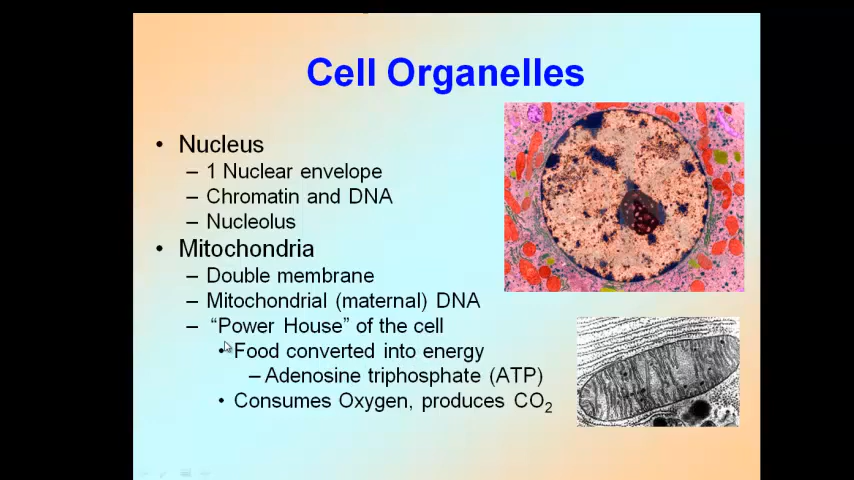 Cell Organelles
• Nucleus
– 1 Nuclear envelope
– Chromatin and DNA
– Nucleolus
• Mitochondria
– Double membrane
– Mitochondrial (maternal) DNA
– “Power House” of the cell
• Food converted into energy
– Adenosine triphosphate (ATP)
• Consumes Oxygen, produces CO₂